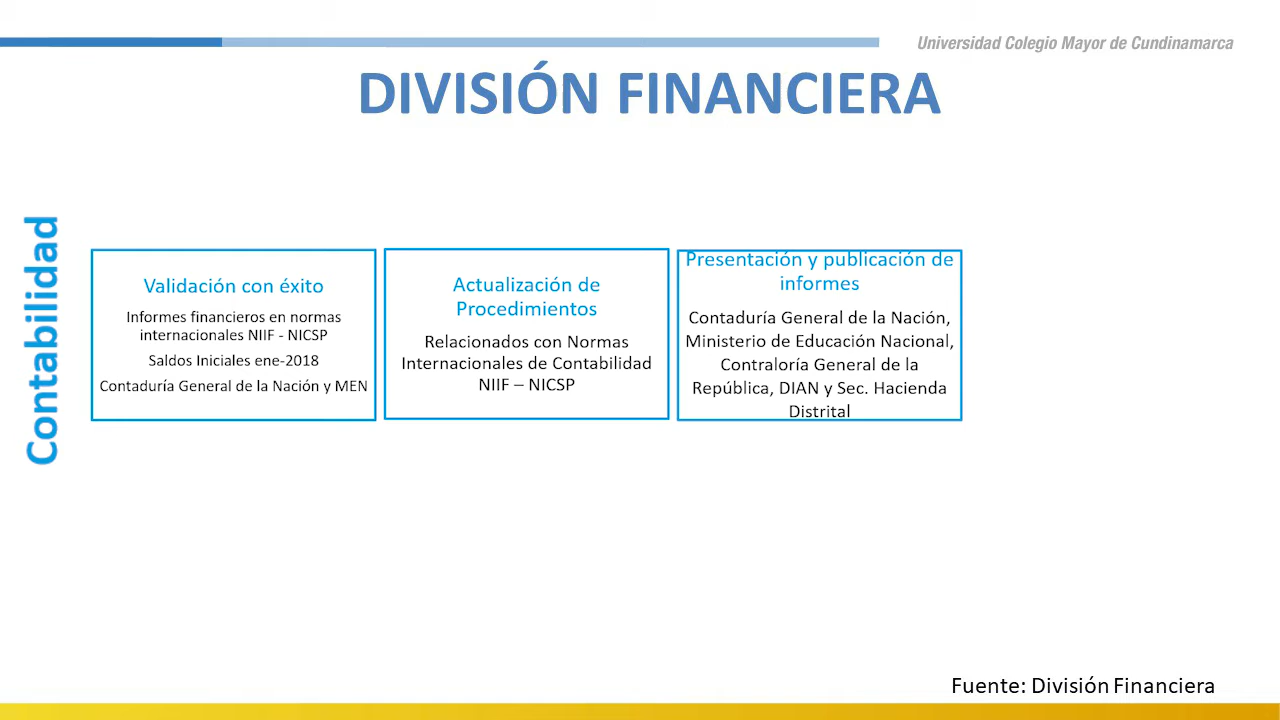 Universidad Colegio Mayor de Cundinamarca
DIVISIÓN FINANCIERA
Contabilidad
Validación con éxito
Informes financieros en normas
internacionales NIIF - NICSP
Saldos Iniciales ene-2018
Contaduría General de la Nación y MEN
Actualización de
Procedimientos
Relacionados con Normas
Internacionales de Contabilidad
NIIF – NICSP
Presentación y publicación de
informes
Contaduría General de la Nación,
Ministerio de Educación Nacional,
Contraloría General de la
República, DIAN y Sec. Hacienda
Distrital
Fuente: División Financiera